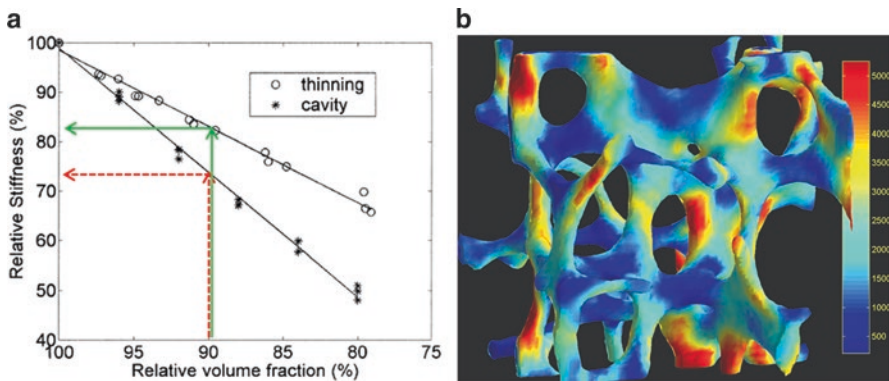 a
100
90
80
70
60
50
40
Relative Stiffness (%)
thinning
cavity
100 95 90 85 80 75
Relative volume fraction (%)
b
5000
4500
4000
3500
3000
2500
2000
1500
1000
500